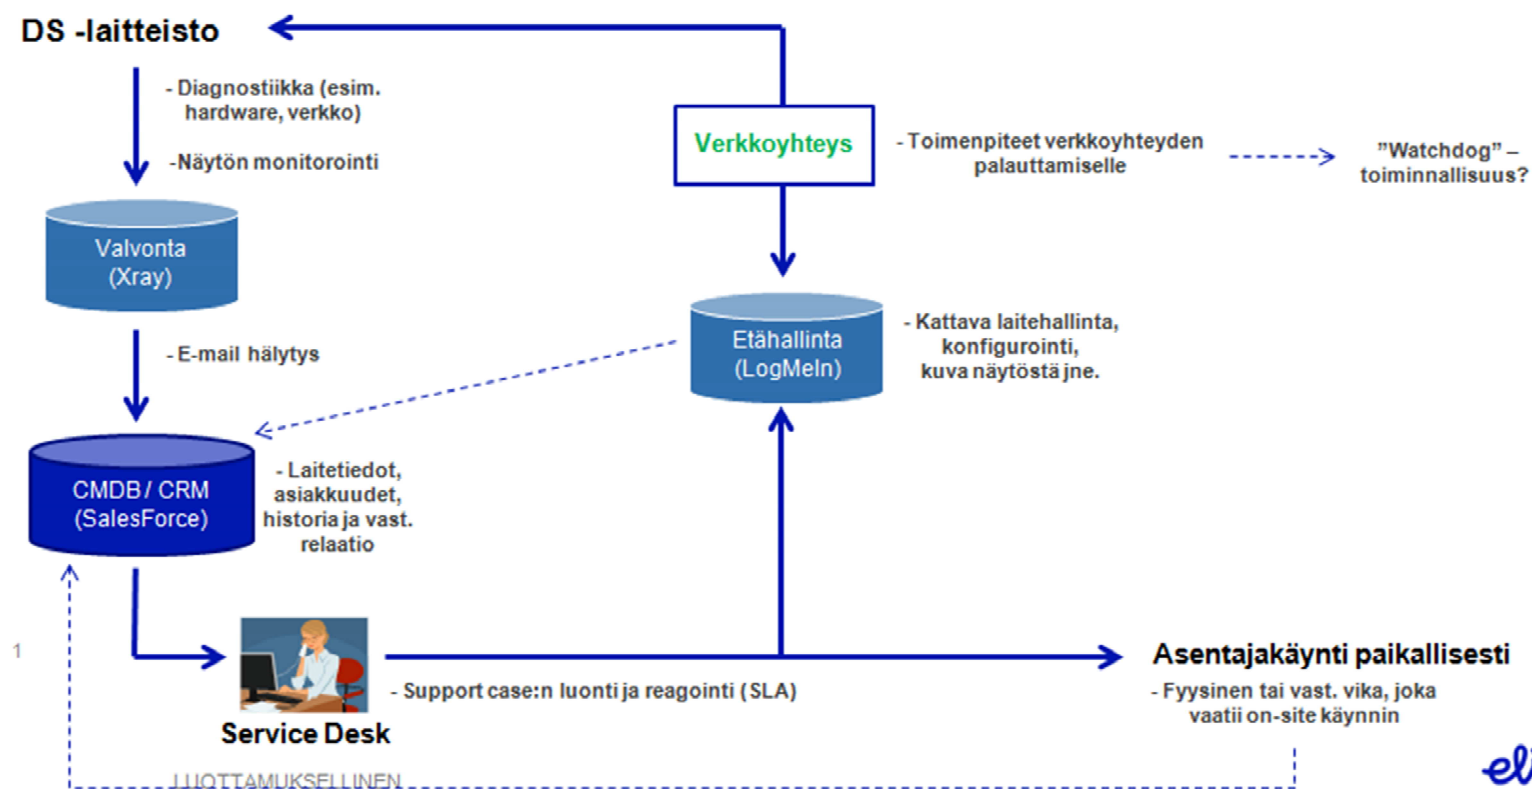 DS -laitteisto
- Diagnostiikka (esim.
hardware, verkko)
-Näytön monitorointi
Verkkoyhteys
- Toimenpiteet verkkoyhteyden
palauttamiselle
”Watchdog” –
toiminnallisuus?
Valvonta
(Xray)
- E-mail hälytys
Etähallinta
(LogMeIn)
- Kattava laitehallinta,
konfigurointi,
kuva näytöstä jne.
CMDB / CRM
(SalesForce)
- Laitetiedot,
asiakkuudet,
historia ja vast.
relaatio
1
- Support case:n luonti ja reagointi (SLA)
Service Desk
Asentajakäynti paikallisesti
- Fyysinen tai vast. vika, joka
vaatii on-site käynnin
LUOTTAMUKSELLINEN